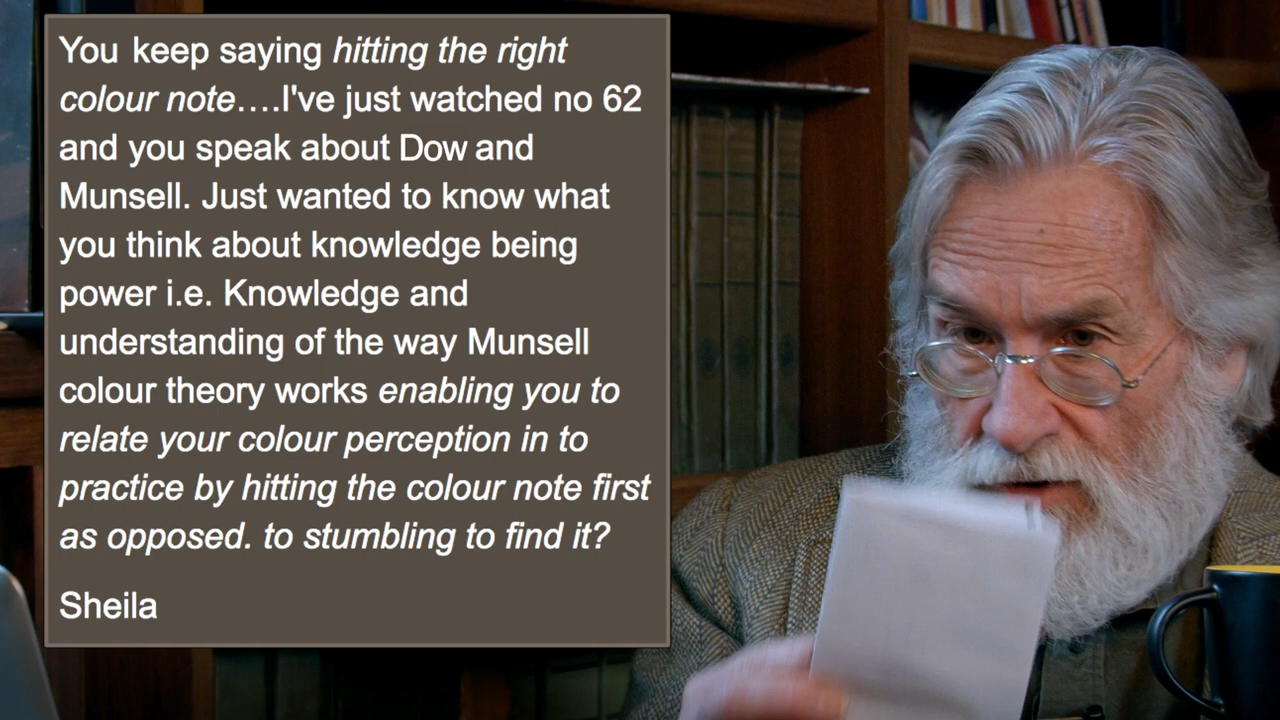 You keep saying hitting the right
colour note….I've just watched no 62
and you speak about Dow and
Munsell. Just wanted to know what
you think about knowledge being
power i.e. Knowledge and
understanding of the way Munsell
colour theory works enabling you to
relate your colour perception in to
practice by hitting the colour note first
as opposed. to stumbling to find it?
Sheila